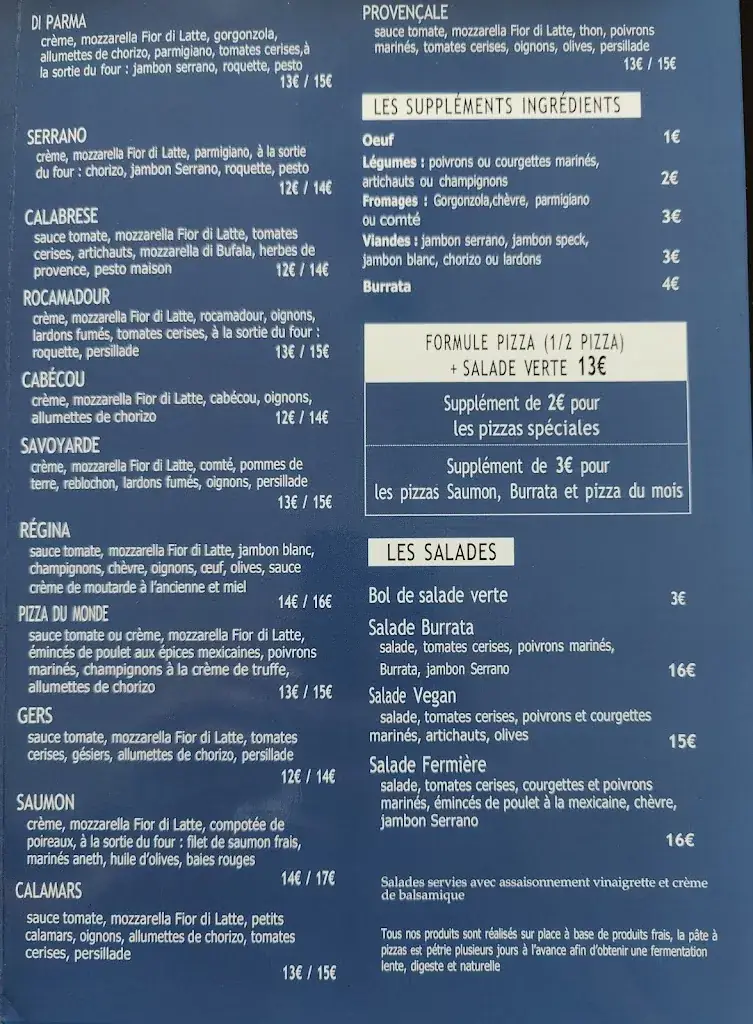 DI PARMA
crème, mozzarella Fior di Latte, gorgonzola,
allumettes de chorizo, parmigiano, tomates cerises,à
la sortie du four : jambon serrano, roquette, pesto
13€ / 15€
SERRANO
crème, mozzarella Fior di Latte, parmigiano, à la sortie
du four : chorizo, jambon Serrano, roquette, pesto
12€ / 14€
CALABRESE
sauce tomate, mozzarella Fior di Latte, tomates
cerises, artichauts, mozzarella di Bufala, herbes de
provence, pesto maison 12€ / 14€
ROCAMADOUR
crème, mozzarella Fior di Latte, rocamadour, oignons,
lardons fumés, tomates cerises, à la sortie du four :
roquette, persillade 13€ / 15€
CABÉCOU
crème, mozzarella Fior di Latte, cabécou, oignons,
allumettes de chorizo 12€ / 14€
SAVOYARDE
crème, mozzarella Fior di Latte, comté, pommes de
terre, reblochon, lardons fumés, oignons, persillade
13€ / 15€
RÉGINA
sauce tomate, mozzarella Fior di Latte, jambon blanc,
champignons, chèvre, oignons, œuf, olives, sauce
crème de moutarde à l'ancienne et miel
14€ / 16€
PIZZA DU MONDE
sauce tomate ou crème, mozzarella Fior di Latte,
émincés de poulet aux épices mexicaines, poivrons
marinés, champignons à la crème de truffe,
allumettes de chorizo 13€ / 15€
GERS
sauce tomate, mozzarella Fior di Latte, tomates
cerises, gésiers, allumettes de chorizo, persillade
12€ / 14€
SAUMON
crème, mozzarella Fior di Latte, compotée de
poireaux, à la sortie du four : filet de saumon frais,
marinés aneth, huile d'olives, baies rouges
14€ / 17€
CALAMARS
sauce tomate, mozzarella Fior di Latte, petits
calamars, oignons, allumettes de chorizo, tomates
cerises, persillade
13€ / 15€
PROVENÇALE
sauce tomate, mozzarella Fior di Latte, thon, poivrons
marinés, tomates cerises, oignons, olives, persillade
13€ / 15€
LES SUPPLÉMENTS INGRÉDIENTS
Oeuf 1€
Légumes : poivrons ou courgettes marinés,
artichauts ou champignons 2€
Fromages : Gorgonzola,chèvre, parmigiano
ou comté 3€
Viandes : jambon serrano, jambon speck,
jambon blanc, chorizo ou lardons 3€
Burrata 4€
FORMULE PIZZA (1/2 PIZZA)
+ SALADE VERTE 13€
Supplément de 2€ pour
les pizzas spéciales
Supplément de 3€ pour
les pizzas Saumon, Burrata et pizza du mois
LES SALADES
Bol de salade verte 3€
Salade Burrata
salade, tomates cerises, poivrons marinés,
Burrata, jambon Serrano 16€
Salade Vegan
salade, tomates cerises, poivrons et courgettes
marinés, artichauts, olives 15€
Salade Fermière
salade, tomates cerises, courgettes et poivrons
marinés, émincés de poulet à la mexicaine, chèvre,
jambon Serrano
16€
Salades servies avec assaisonnement vinaigrette et crème
de balsamique
Tous nos produits sont réalisés sur place à base de produits frais, la pâte à
pizzas est pétrie plusieurs jours à l'avance afin d'obtenir une fermentation
lente, digeste et naturelle